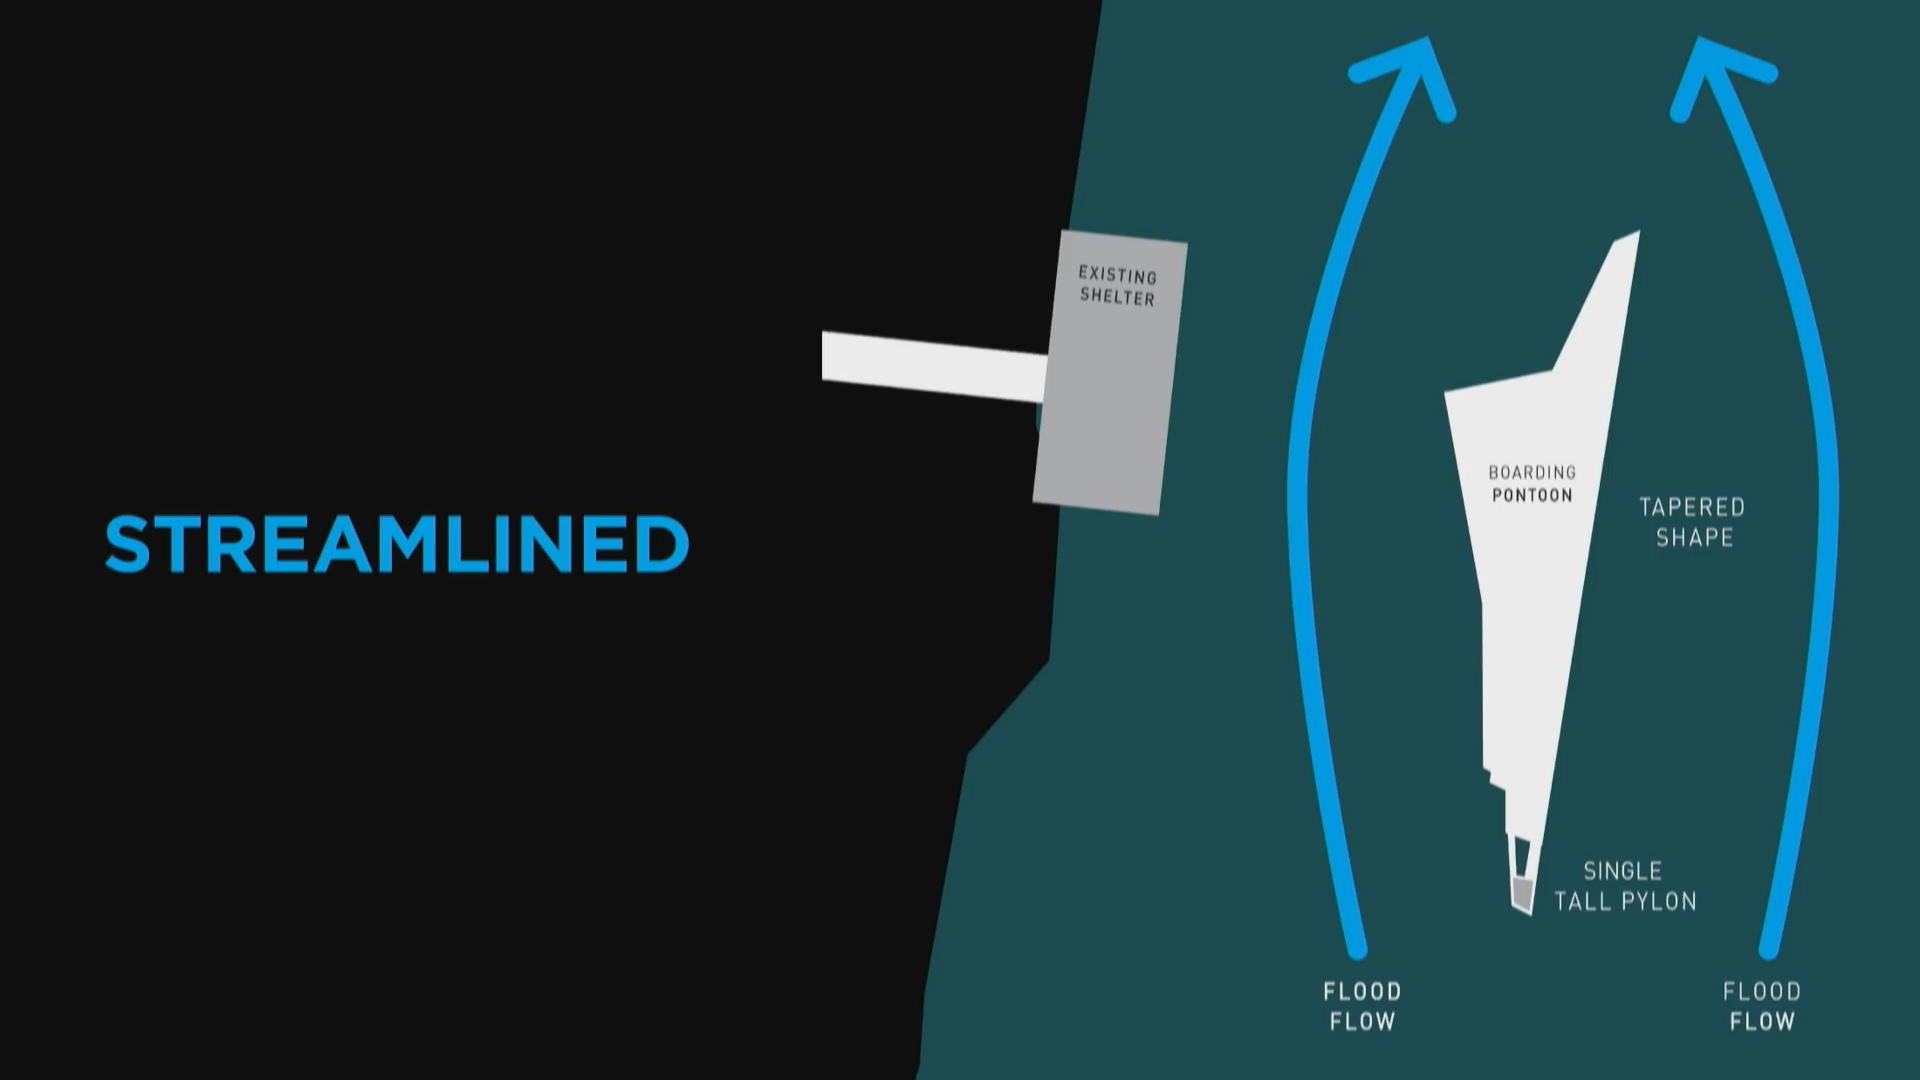 STREAMLINED
EXISTING
SHELTER
BOARDING
PONTOON
TAPERED
SHAPE
SINGLE
TALL PYLON
FLOOD
FLOW
FLOOD
FLOW